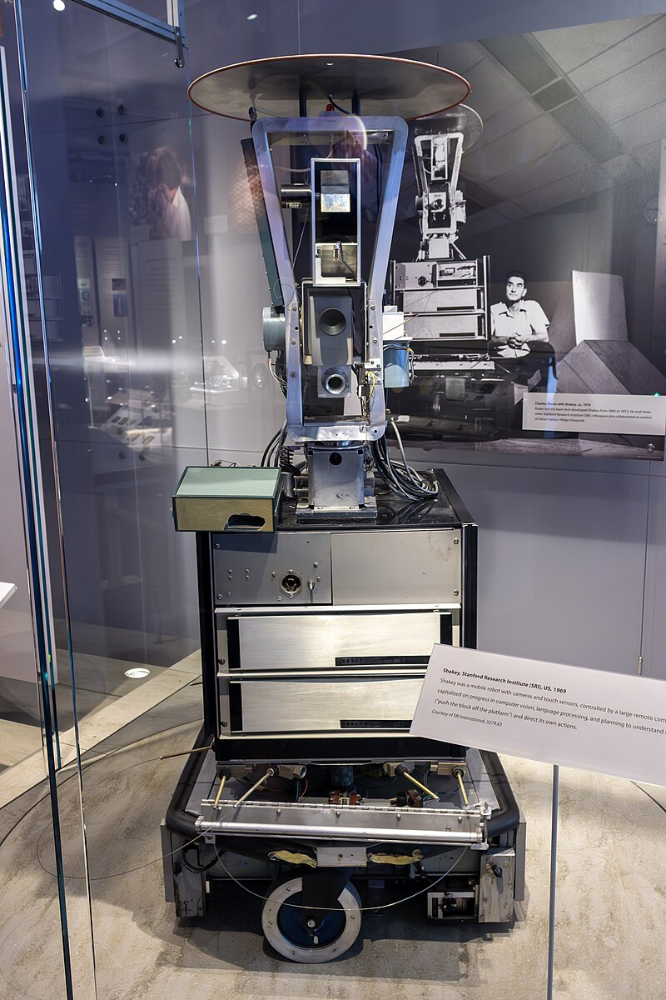 Charles Rosen with Shakey, ca. 1970
Rosen led the team that developed Shakey from 1966 to 1972. He and three
other Stanford Research Institute (SRI) colleagues also collaborated as owners
of Silicon Valley's Ridge Vineyards.
Shakey, Stanford Research Institute (SRI), US, 1969
Shakey was a mobile robot with cameras and touch sensors, controlled by a large remote com
capitalized on progress in computer vision, language processing, and planning to understand
("push the block off the platform") and direct its own actions.
Courtesy of SRI International, X279.83